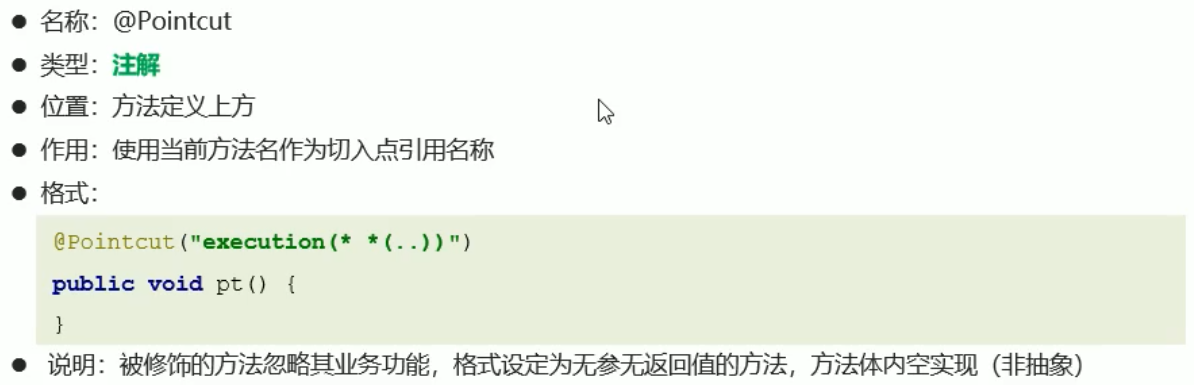 ● 名称：@Pointcut
● 类型：注解
● 位置：方法定义上方
● 作用：使用当前方法名作为切入点引用名称
● 格式：
@Pointcut("execution(* *(..))")
public void pt() {
}
● 说明：被修饰的方法忽略其业务功能，格式设定为无参无返回值的方法，方法体内空实现（非抽象）